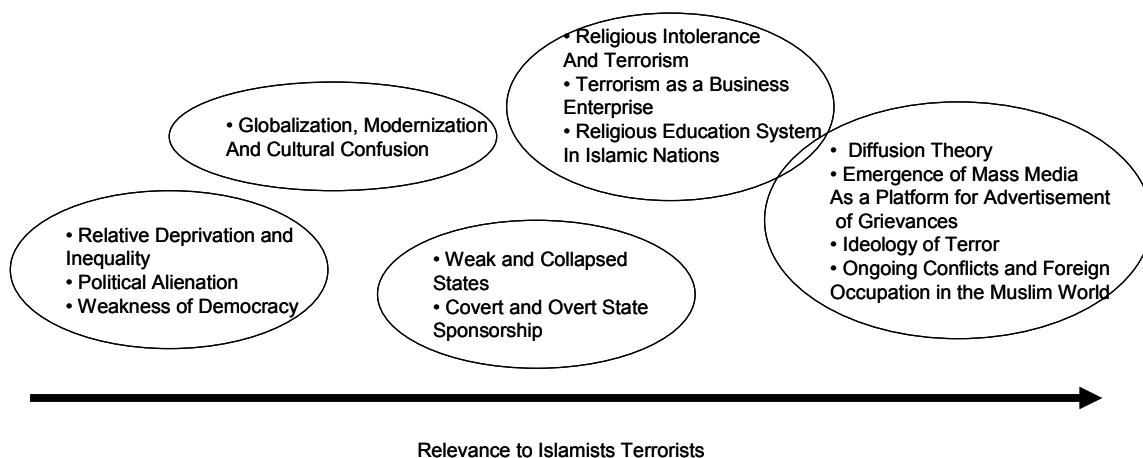 • Religious Intolerance
And Terrorism
• Terrorism as a Business
Enterprise
• Religious Education System
In Islamic Nations
• Globalization, Modernization
And Cultural Confusion
• Diffusion Theory
• Emergence of Mass Media
As a Platform for Advertisement
of Grievances
• Ideology of Terror
• Ongoing Conflicts and Foreign
Occupation in the Muslim World
• Relative Deprivation and
Inequality
• Political Alienation
• Weakness of Democracy
• Weak and Collapsed
States
• Covert and Overt State
Sponsorship
Relevance to Islamists Terrorists